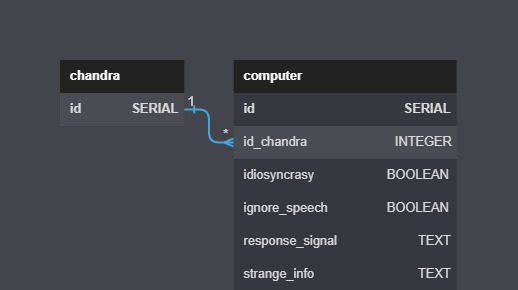 chandra
id SERIAL
1
*
computer
id SERIAL
id_chandra INTEGER
idiosyncrasy BOOLEAN
ignore_speech BOOLEAN
response_signal TEXT
strange_info TEXT